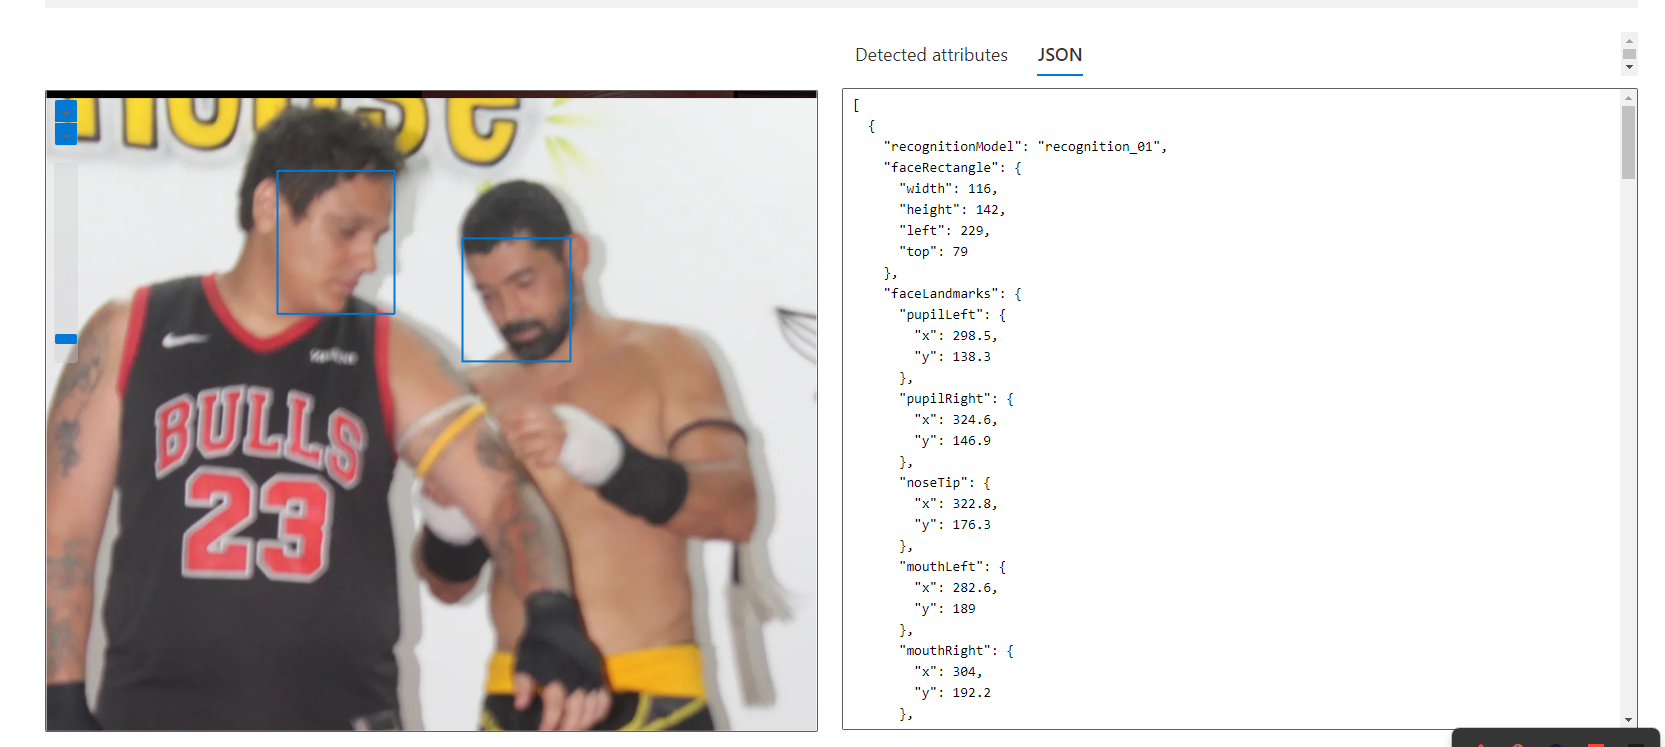 Detected attributes JSON
BULLS
23
[
{
"recognitionModel": "recognition_01",
"faceRectangle": {
"width": 116,
"height": 142,
"left": 229,
"top": 79
},
"faceLandmarks": {
"pupilLeft": {
"x": 298.5,
"y": 138.3
},
"pupilRight": {
"x": 324.6,
"y": 146.9
},
"noseTip": {
"x": 322.8,
"y": 176.3
},
"mouthLeft": {
"x": 282.6,
"y": 189
},
"mouthRight": {
"x": 304,
"y": 192.2
},